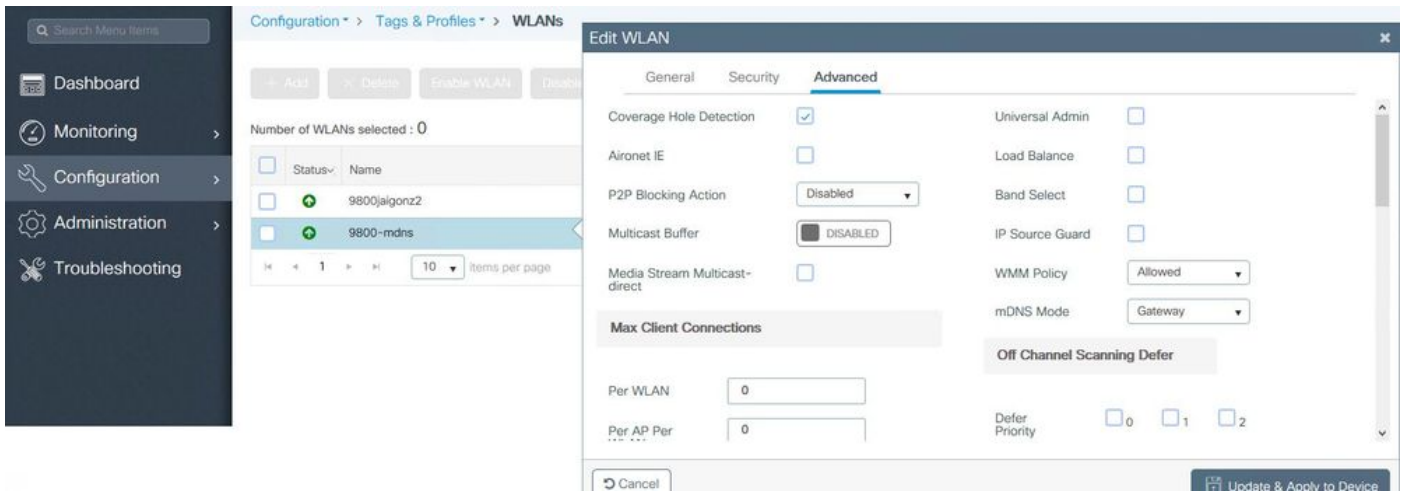 Search Menu Items
Dashboard
Monitoring
Configuration
Administration
Troubleshooting
Configuration > Tags & Profiles > WLANs
+ Add
× Delete
Enable WLAN
Number of WLANs selected : 0
Status Name
9800jaigonz2
9800-mdns
1 10 items per page
Edit WLAN
General Security Advanced
Coverage Hole Detection
Aironet IE
P2P Blocking Action Disabled
Multicast Buffer DISABLED
Media Stream Multicast-
direct
Max Client Connections
Per WLAN 0
Per AP Per 0
Universal Admin
Load Balance
Band Select
IP Source Guard
WMM Policy Allowed
mDNS Mode Gateway
Off Channel Scanning Defer
Defer
Priority
0 1 2
Cancel
Update & Apply to Device